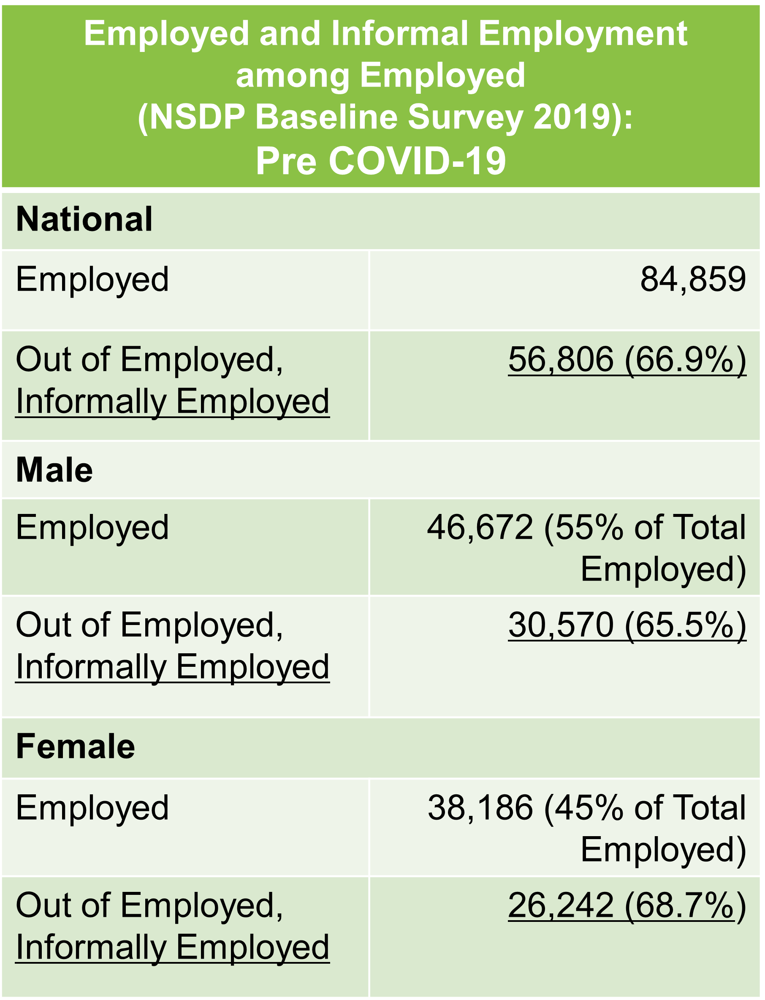 Employed and Informal Employment
among Employed
(NSDP Baseline Survey 2019):
Pre COVID-19
National
Employed
84,859
Out of Employed,
Informally Employed
56,806 (66.9%)
Male
Employed
46,672 (55% of Total
Employed)
Out of Employed,
Informally Employed
30,570 (65.5%)
Female
Employed
38,186 (45% of Total
Employed)
Out of Employed,
Informally Employed
26,242 (68.7%)